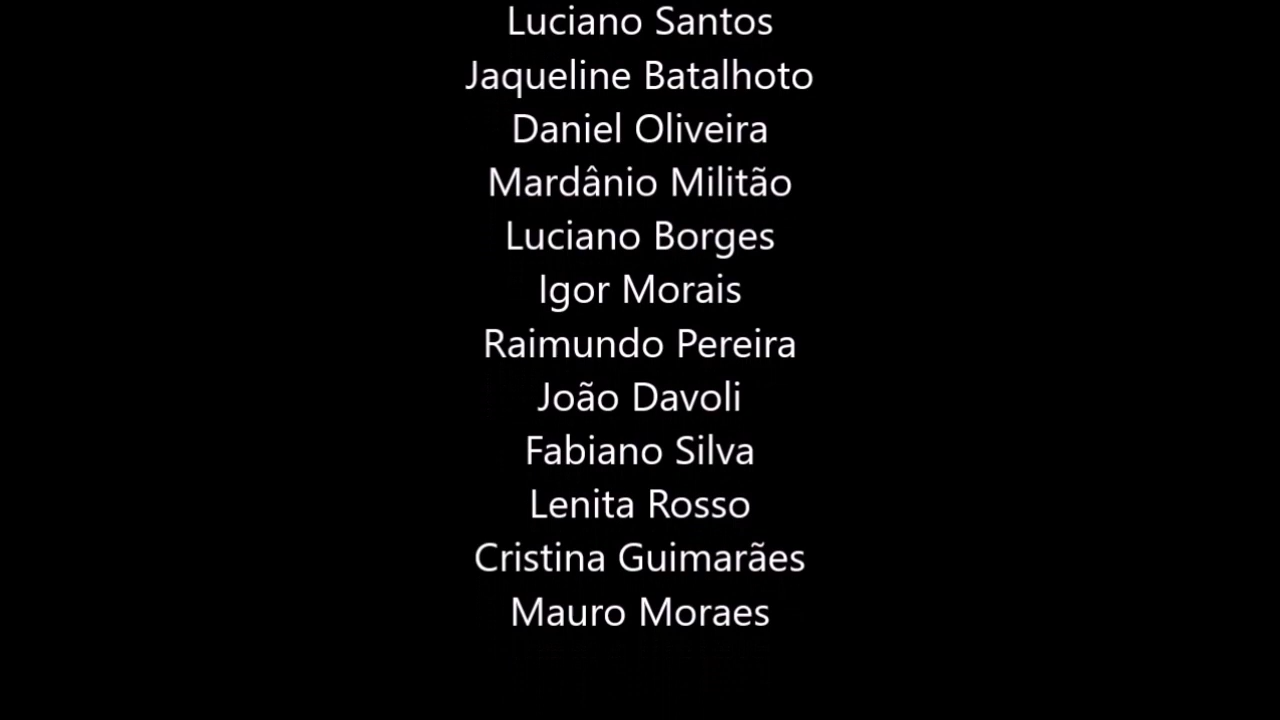 Luciano Santos
Jaqueline Batalhoto
Daniel Oliveira
Mardânio Militão
Luciano Borges
Igor Morais
Raimundo Pereira
João Davoli
Fabiano Silva
Lenita Rosso
Cristina Guimarães
Mauro Moraes